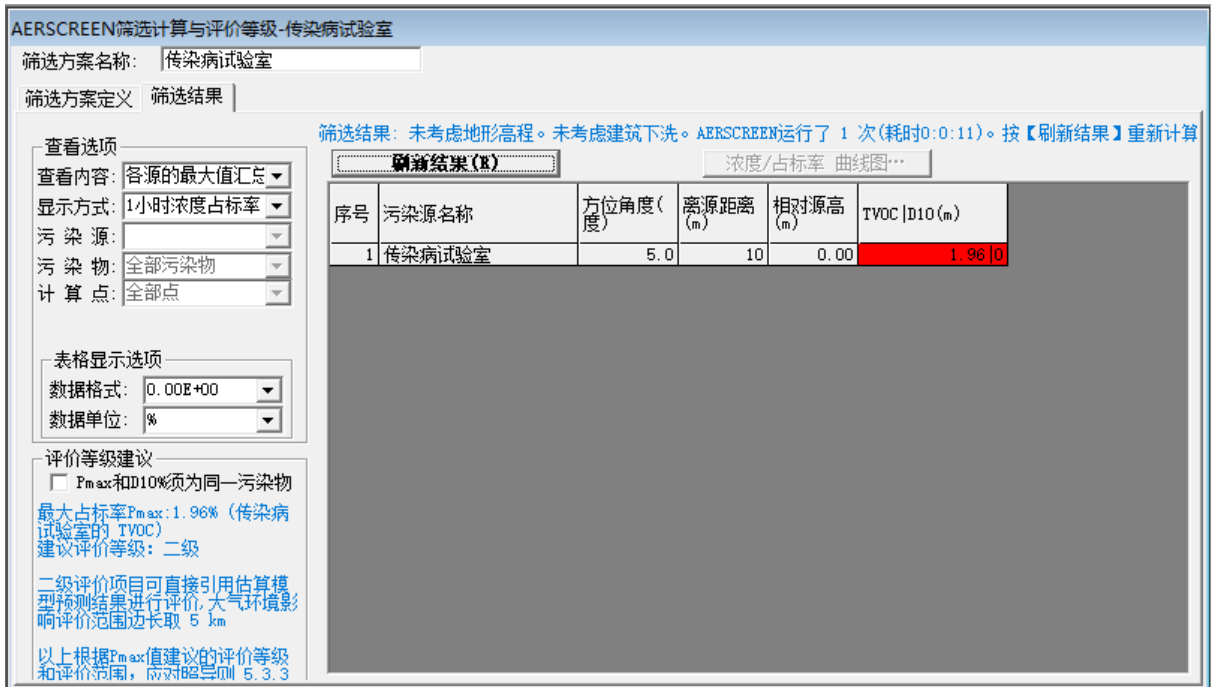 AERSCREEN筛选计算与评价等级-传染病试验室
筛选方案名称: 传染病试验室
筛选方案定义 筛选结果
筛选结果: 未考虑地形高程。未考虑建筑下洗。AERSCREEN运行了 1 次(耗时0:0:11)。按【刷新结果】重新计算
刷新结果(R) 浓度/占标率 曲线图…
查看选项
查看内容: 各源的最大值汇总
显示方式: 1小时浓度占标率
污 染 源:
污 染 物: 全部污染物
计 算 点: 全部点
表格显示选项
数据格式: 0.00E+00
数据单位: %
评价等级建议
Pmax和D10%须为同一污染物
最大占标率Pmax:1.96% (传染病
试验室的 TVOC)
建议评价等级: 二级
二级评价项目可直接引用估算模
型预测结果进行评价,大气环境影
响评价范围边长取 5 km
以上根据Pmax值建议的评价等级
和评价范围, 应对照导则 5.3.3
序号 污染源名称 方位角度(度) 离源距离(m) 相对源高(m) TVOC|D10(m)
1 传染病试验室 5.0 10 0.00 1.96|0